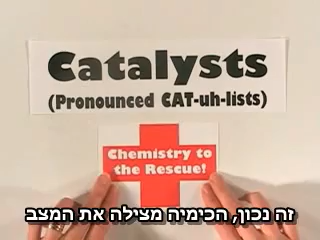 Catalysts
(Pronounced CAT-uh-lists)
Chemistry to
the Rescue!
זה נכון, הכימיה מצילה את המצב